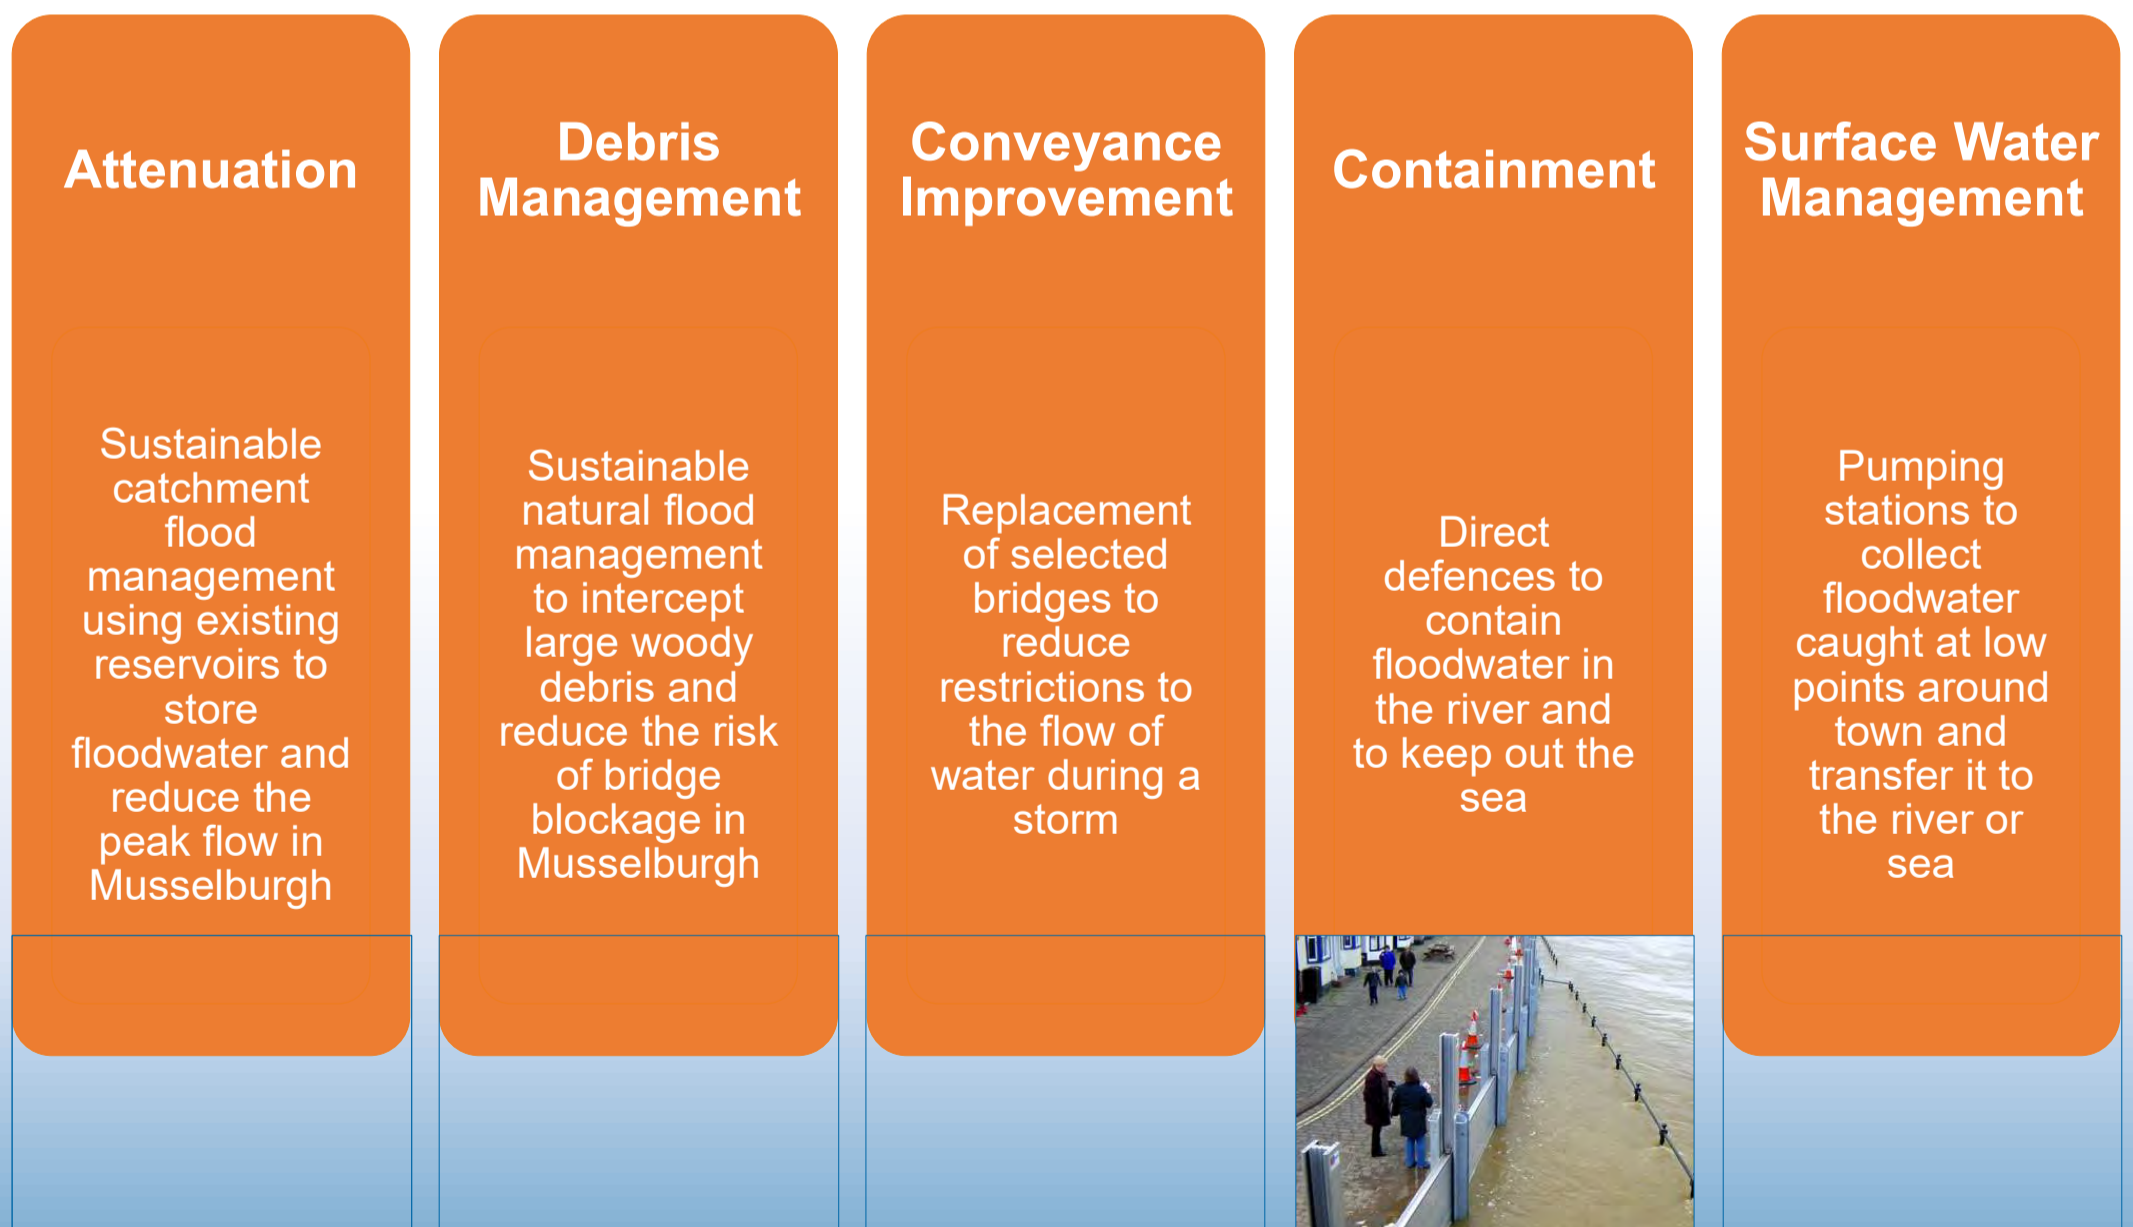 Attenuation
Sustainable
catchment
flood
management
using existing
reservoirs to
store
floodwater and
reduce the
peak flow in
Musselburgh
Debris
Management
Sustainable
natural flood
management
to intercept
large woody
debris and
reduce the risk
of bridge
blockage in
Musselburgh
Conveyance
Improvement
Replacement
of selected
bridges to
reduce
restrictions to
the flow of
water during a
storm
Containment
Direct
defences to
contain
floodwater in
the river and
to keep out the
sea
Surface Water
Management
Pumping
stations to
collect
floodwater
caught at low
points around
town and
transfer it to
the river or
sea